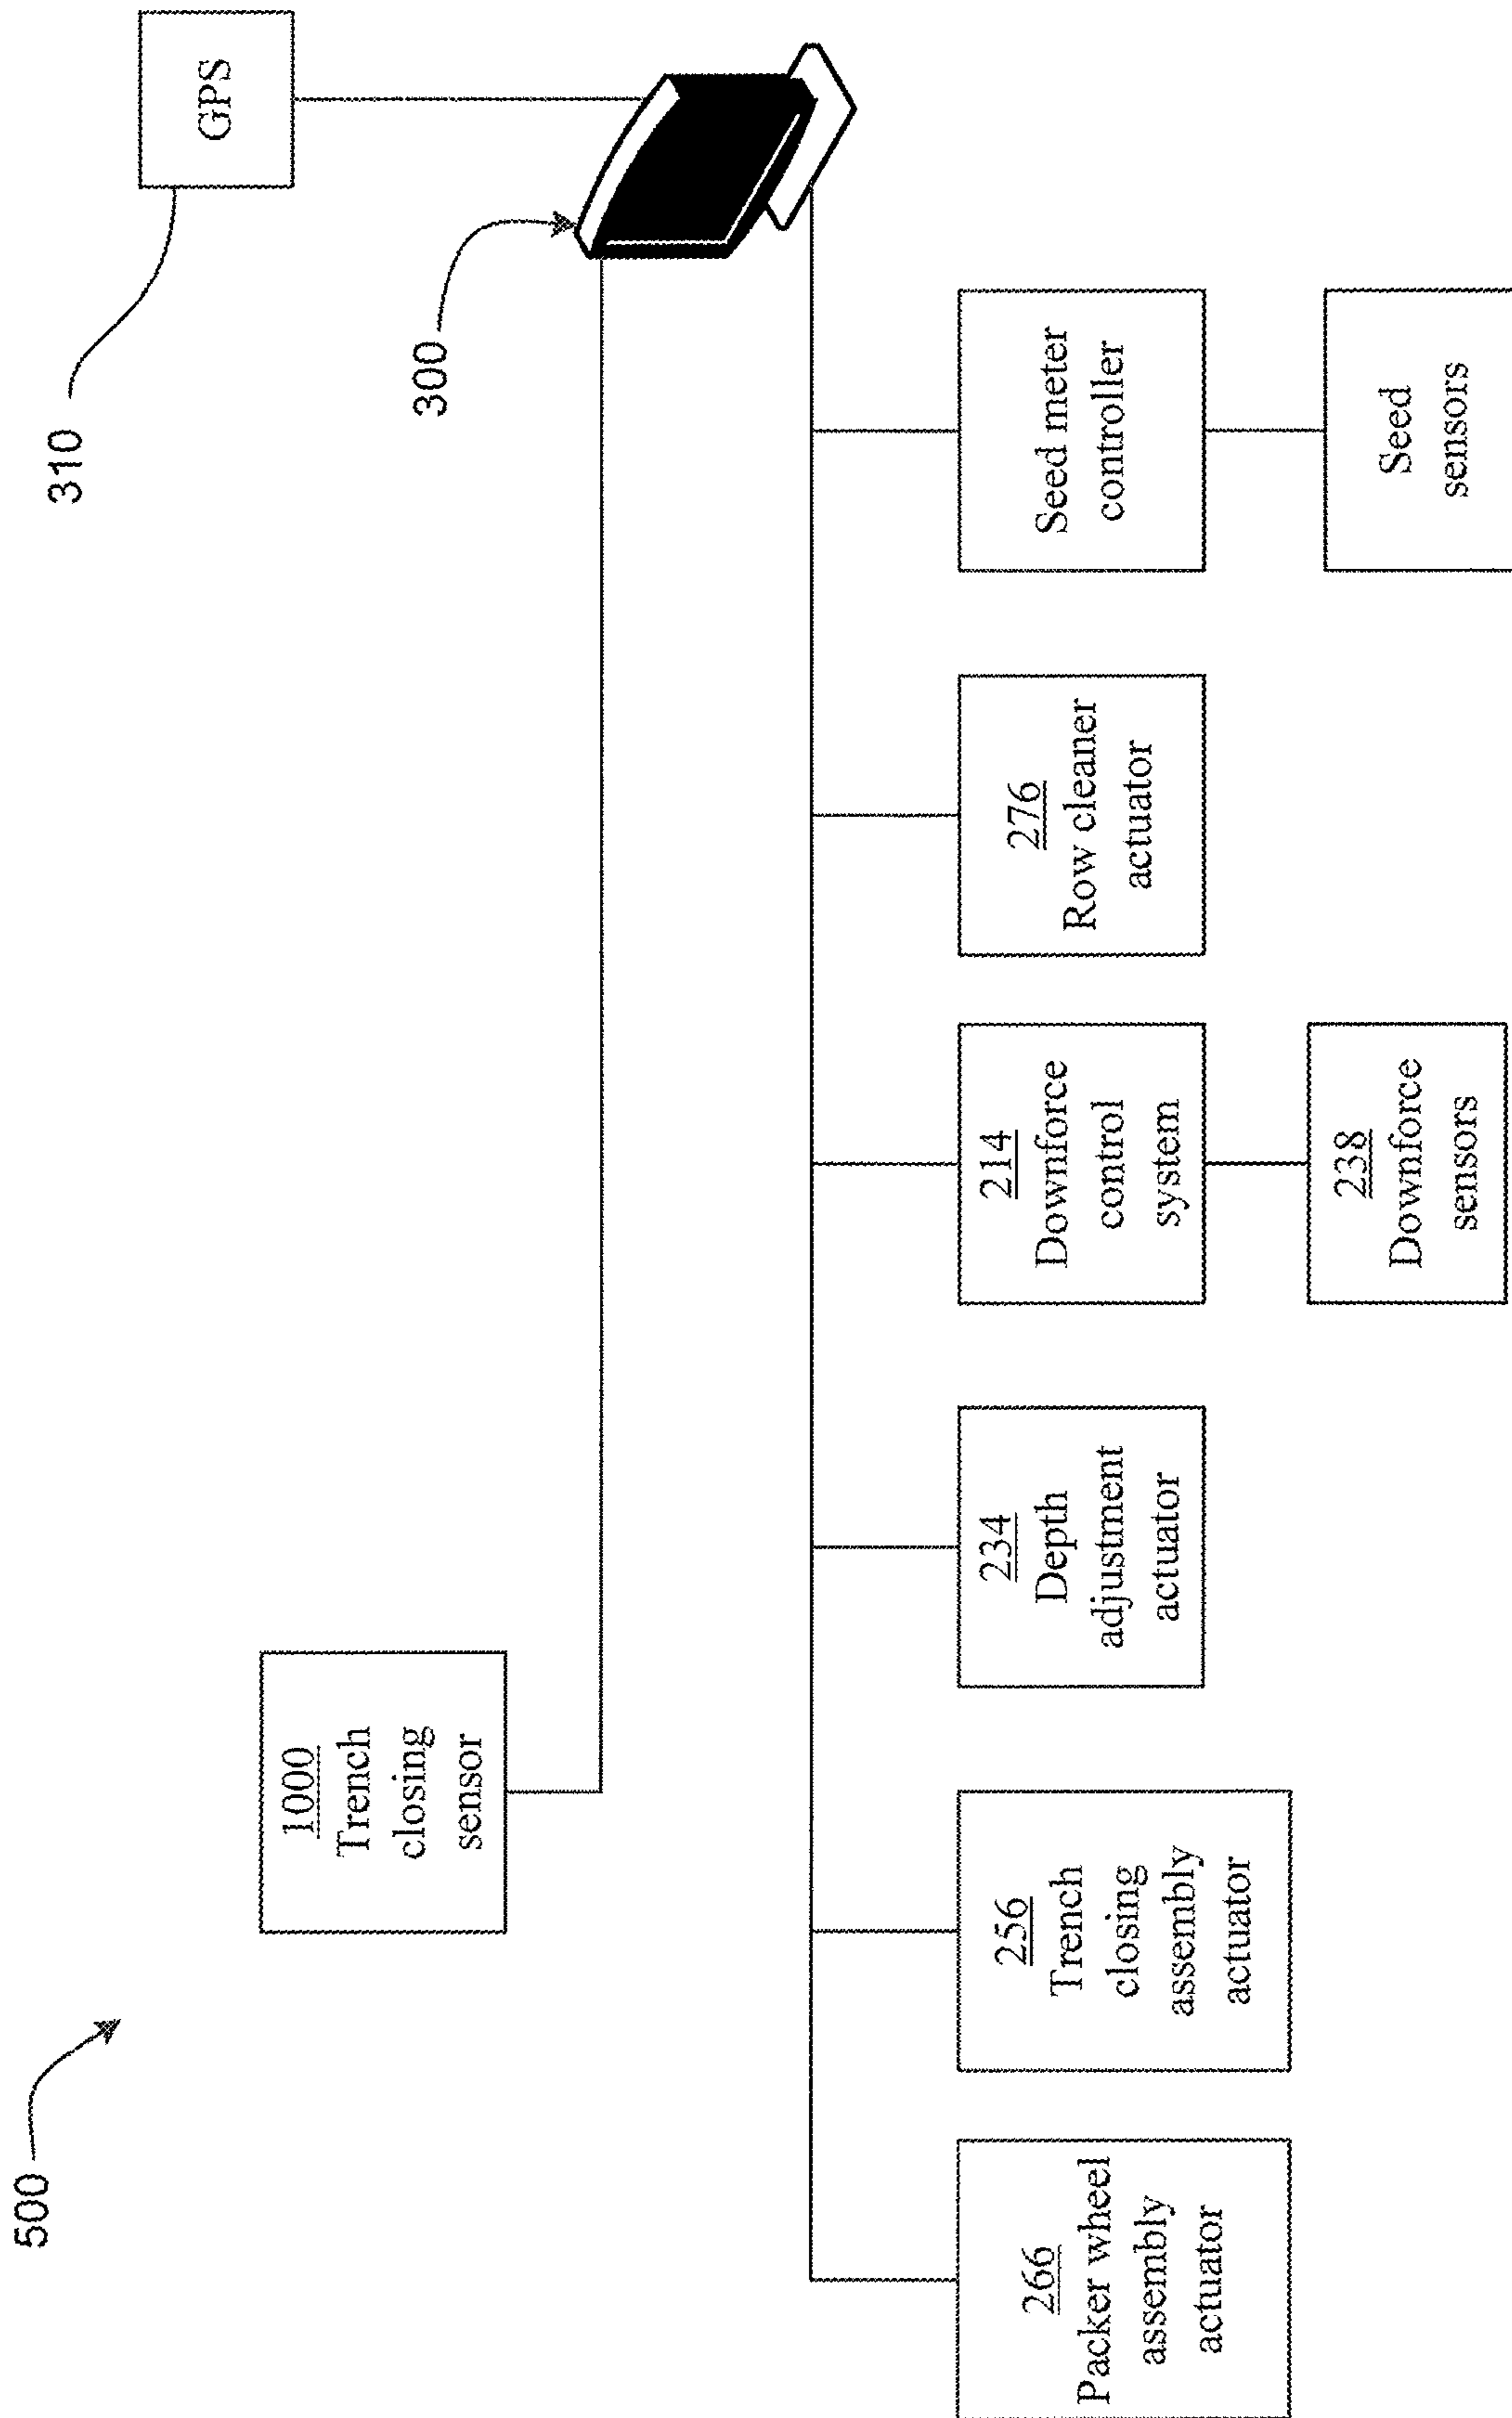 500
1000
Trench
closing
sensor
300
310
GPS
266
Packer wheel
assembly
actuator
256
Trench
closing
assembly
actuator
234
Depth
adjustment
actuator
214
Downforce
control
system
238
Downforce
sensors
276
Row cleaner
actuator
Seed meter
controller
Seed
sensors